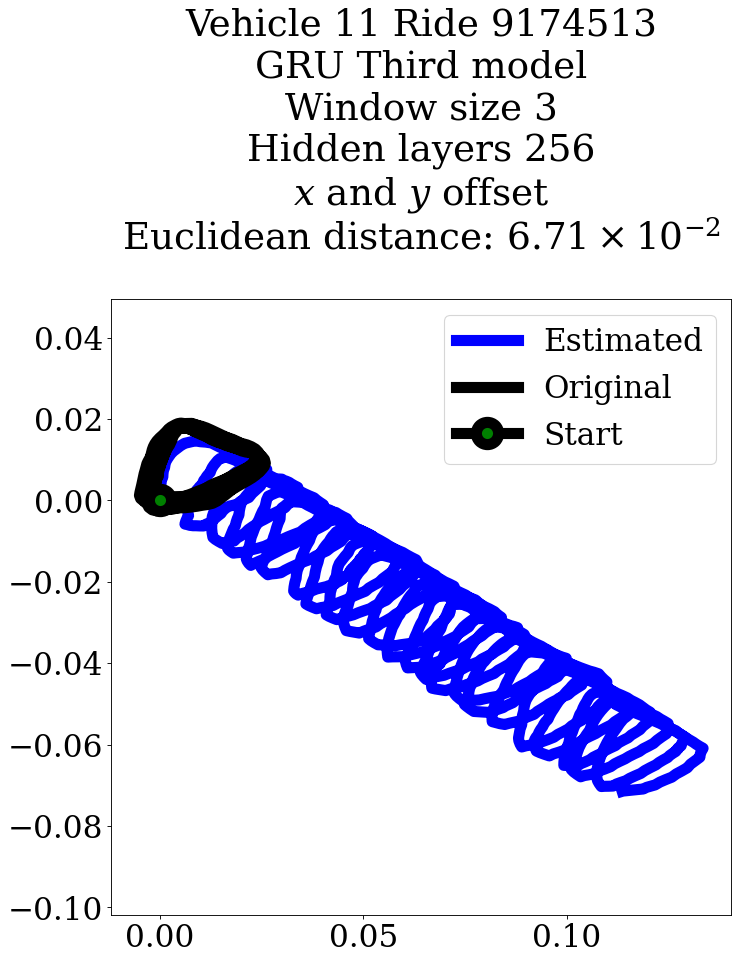 Vehicle 11 Ride 9174513
GRU Third model
Window size 3
Hidden layers 256
x and y offset
Euclidean distance: 6.71 × 10⁻²
Estimated
Original
Start
0.04
0.02
0.00
−0.02
−0.04
−0.06
−0.08
−0.10
0.00 0.05 0.10